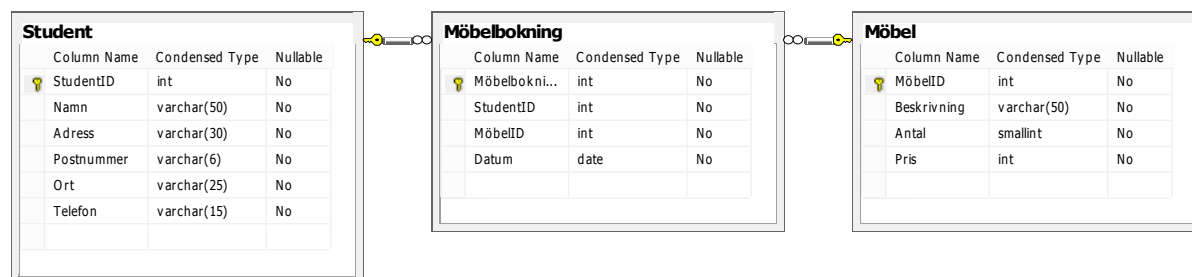 Student
Column Name Condensed Type Nullable
StudentID int No
Namn varchar(50) No
Adress varchar(30) No
Postnummer varchar(6) No
Ort varchar(25) No
Telefon varchar(15) No
Möbelbokning
Column Name Condensed Type Nullable
Möbelbokni... int No
StudentID int No
MöbelID int No
Datum date No
Möbel
Column Name Condensed Type Nullable
MöbelID int No
Beskrivning varchar(50) No
Antal smallint No
Pris int No